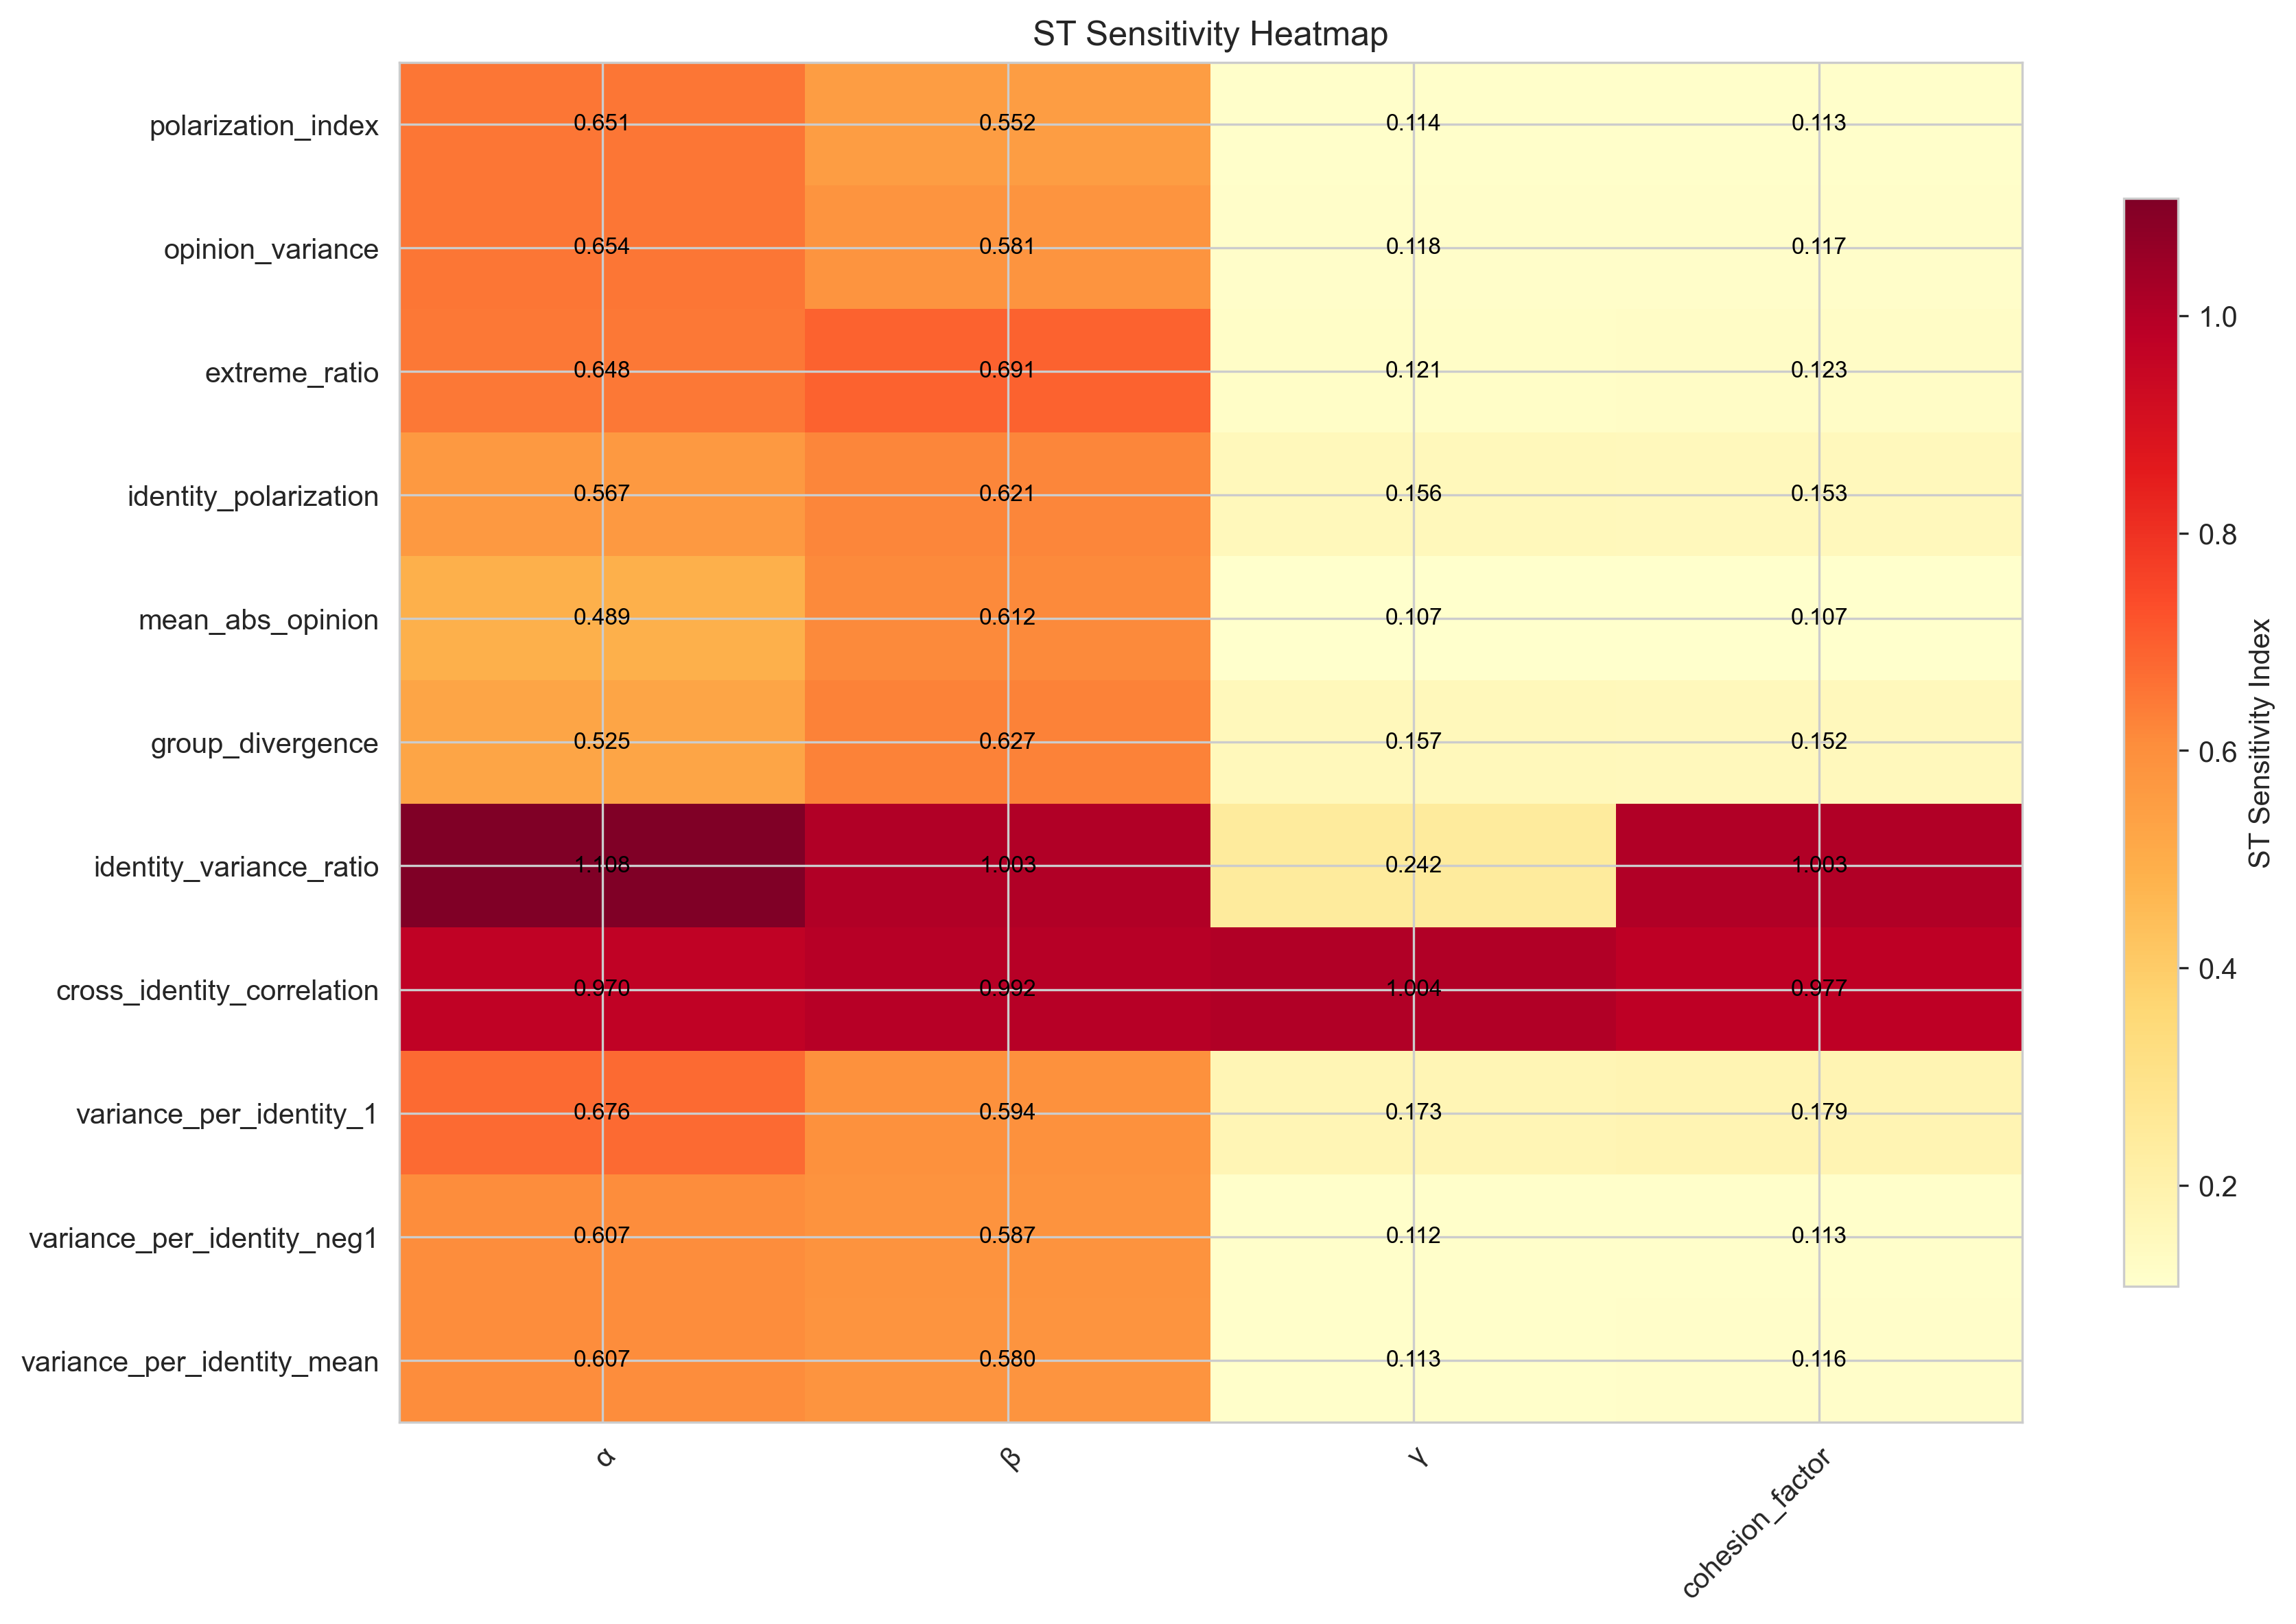 ST Sensitivity Heatmap
polarization_index 0.651 0.552 0.114 0.113
opinion_variance 0.654 0.581 0.118 0.117
extreme_ratio 0.648 0.691 0.121 0.123
identity_polarization 0.567 0.621 0.156 0.153
mean_abs_opinion 0.489 0.612 0.107 0.107
group_divergence 0.525 0.627 0.157 0.152
identity_variance_ratio 1.108 1.003 0.242 1.003
cross_identity_correlation 0.970 0.992 1.004 0.977
variance_per_identity_1 0.676 0.594 0.173 0.179
variance_per_identity_neg1 0.607 0.587 0.112 0.113
variance_per_identity_mean 0.607 0.580 0.113 0.116
α β γ cohesion_factor
1.0
0.8
0.6
0.4
0.2
ST Sensitivity Index